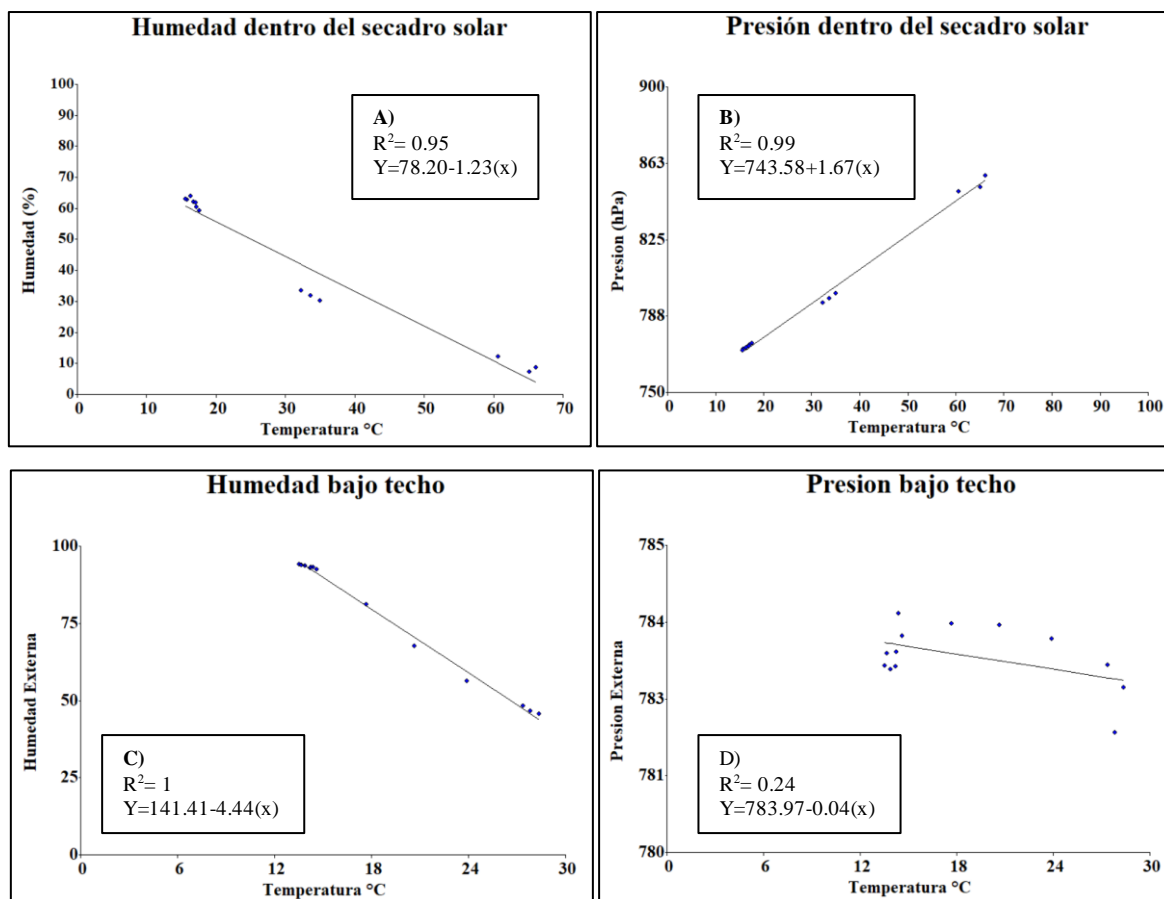 Humedad dentro del secadro solar
100
90
80
70
60
50
40
30
20
10
0
Humedad (%)
A)
R²= 0.95
Y=78.20-1.23(x)
0 10 20 30 40 50 60 70
Temperatura °C
Presión dentro del secadro solar
900
863
825
788
750
Presion (hPa)
B)
R²= 0.99
Y=743.58+1.67(x)
0 10 20 30 40 50 60 70 80 90 100
Temperatura °C
Humedad bajo techo
100
75
50
25
0
Humedad Externa
C)
R²= 1
Y=141.41-4.44(x)
0 6 12 18 24 30
Temperatura °C
Presion bajo techo
785
784
783
781
780
Presion Externa
D)
R²= 0.24
Y=783.97-0.04(x)
0 6 12 18 24 30
Temperatura °C